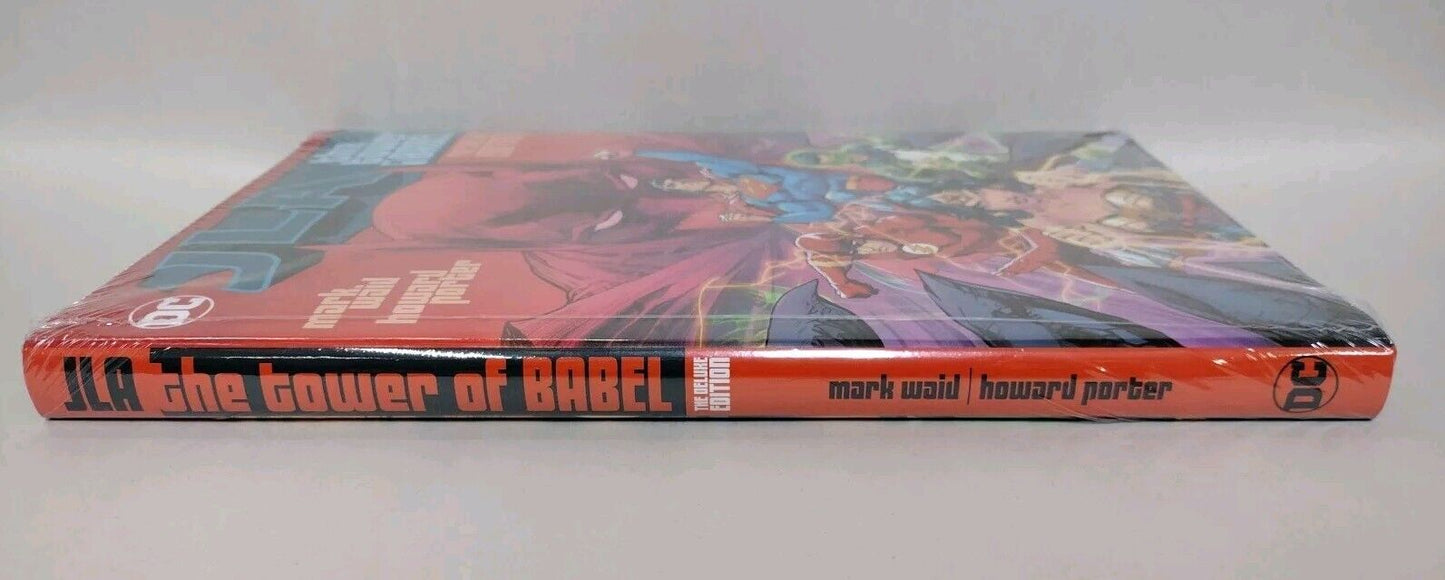 JLA
DC
mark
waid
howard
porter
JLA the tower of BABEL THE DELUXE EDITION mark waid | howard porter DC